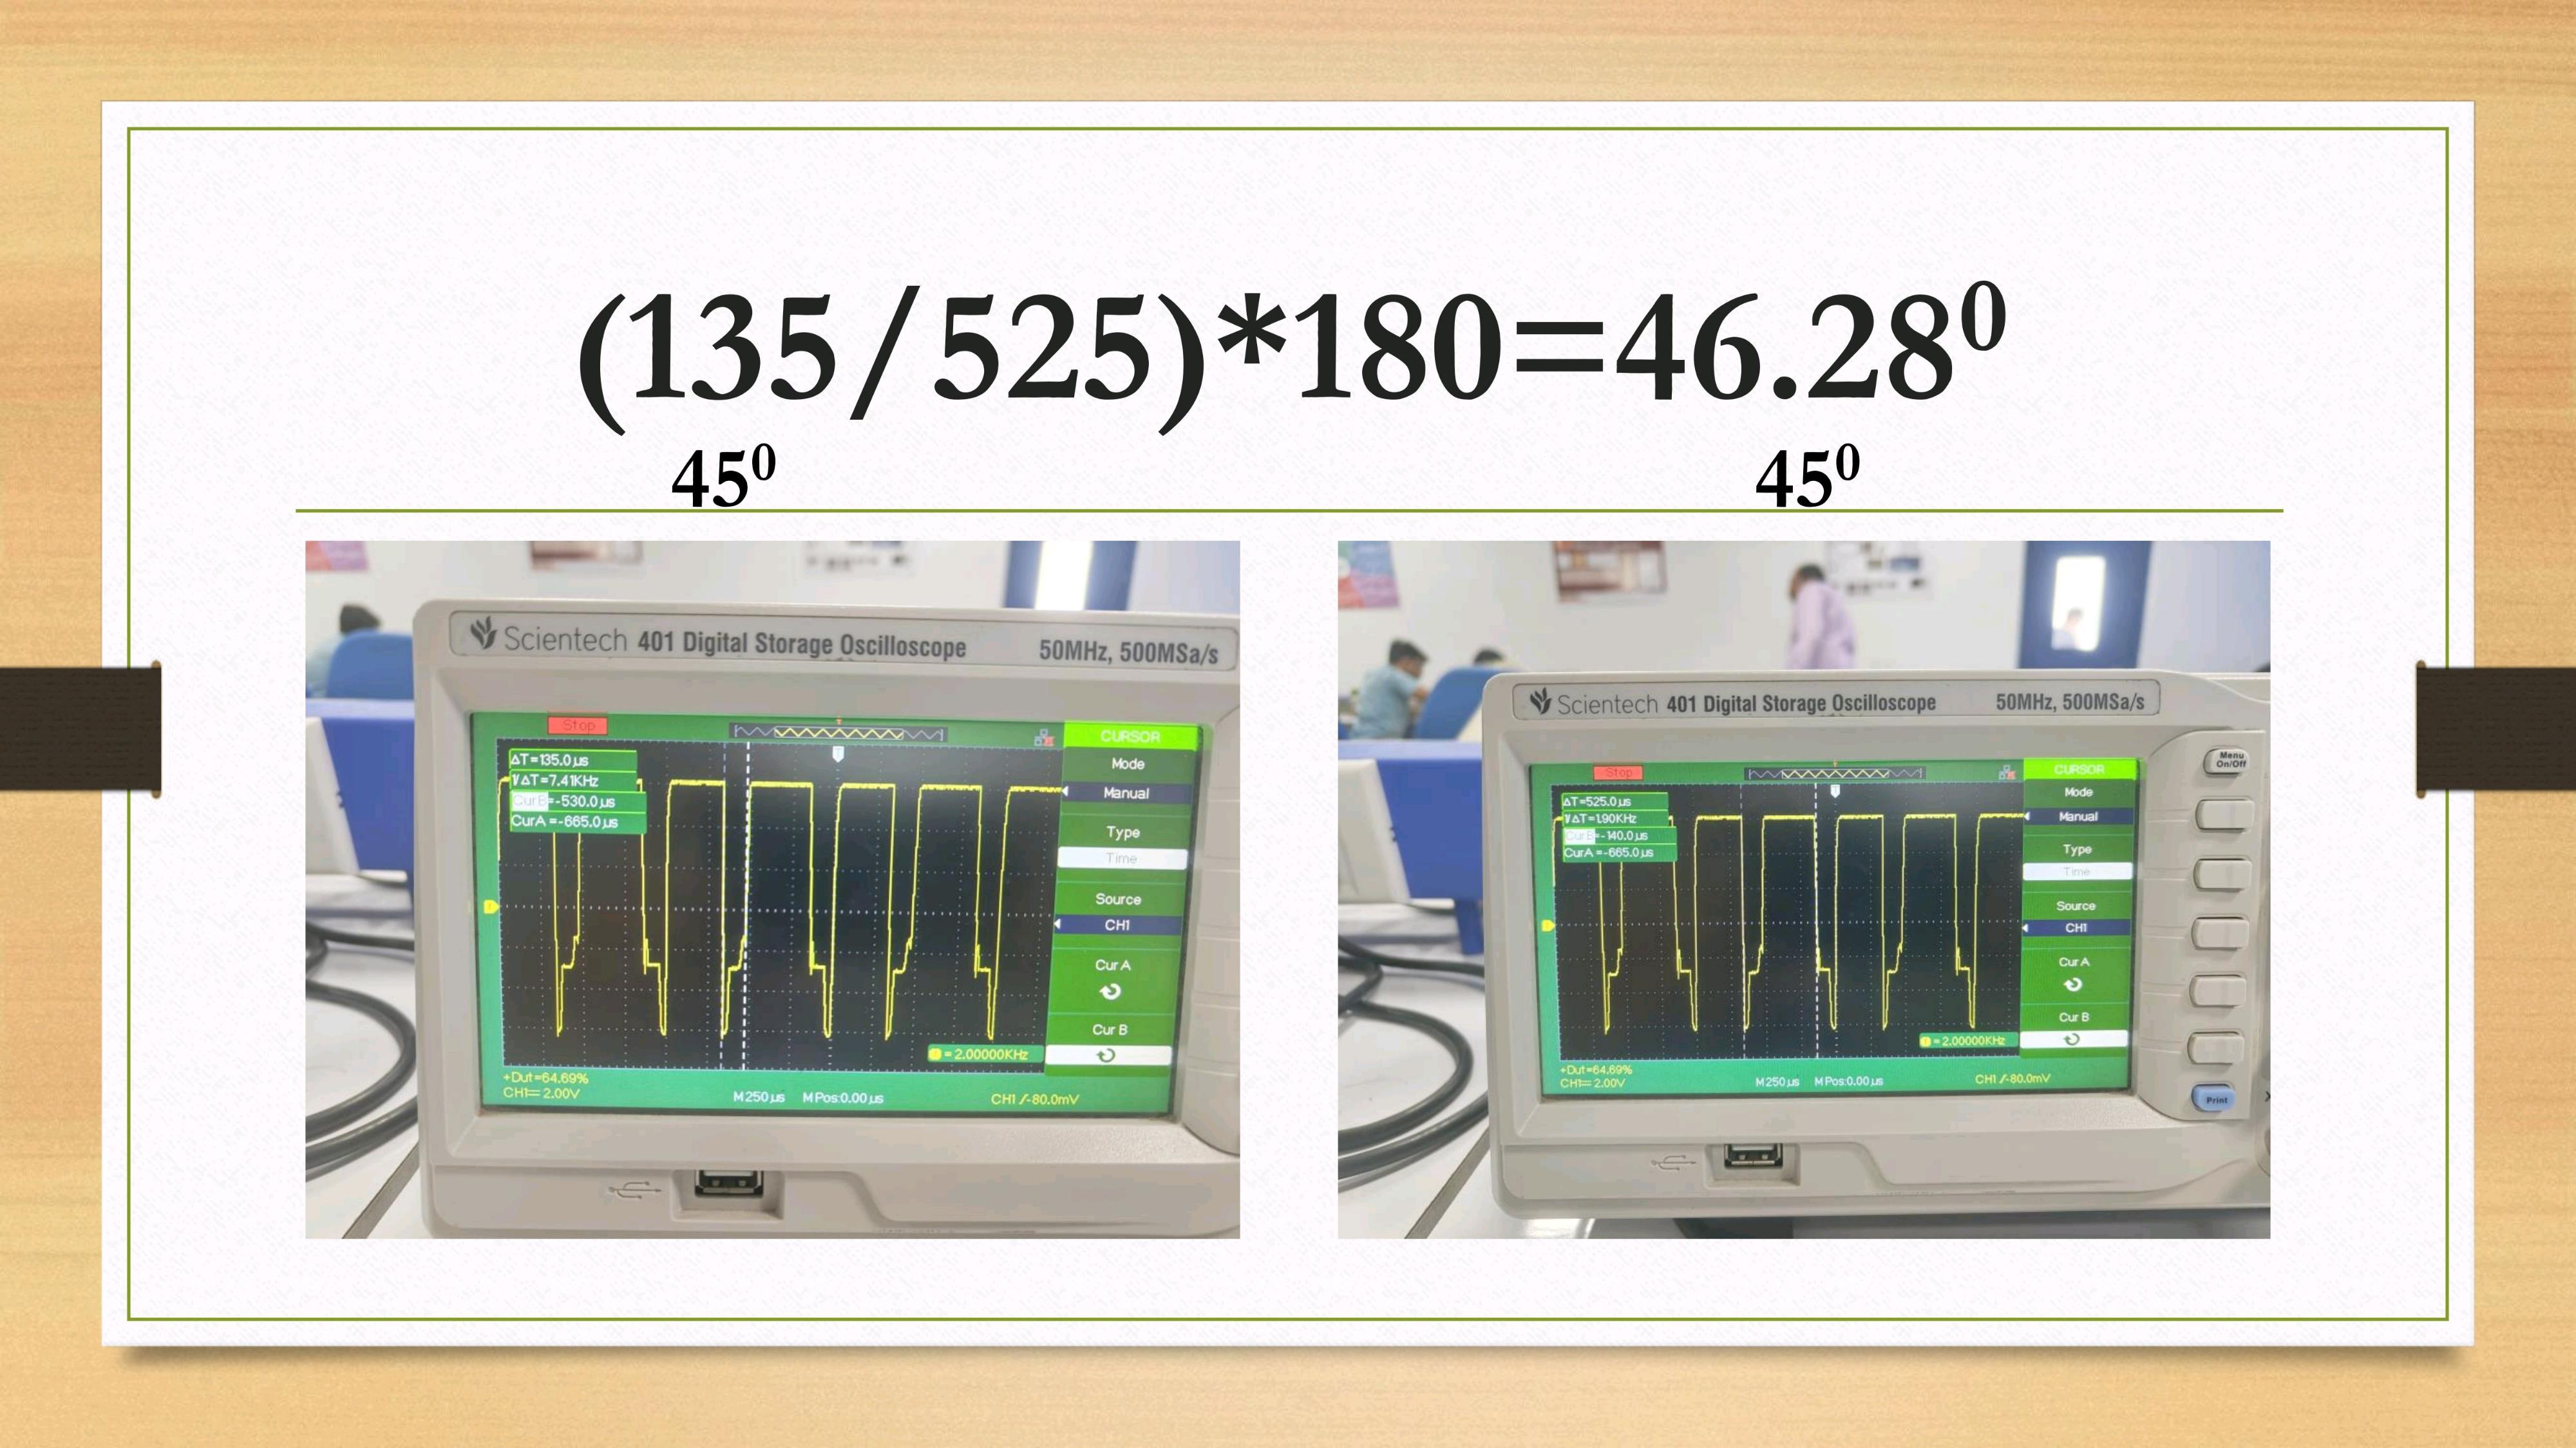 (135/525)*180=46.28⁰
45⁰
45⁰
Scientech 401 Digital Storage Oscilloscope 50MHz, 500MSa/s
Stop
CURSOR
ΔT=135.0µs
1/ΔT=7.41KHz
CurB=-530.0µs
CurA=-665.0µs
Mode
Manual
Type
Time
Source
CH1
Cur A
Cur B
=2.00000KHz
+Dut=64.69%
CH1= 2.00V
M250µs MPos:0.00µs
CH1 /-80.0mV
Scientech 401 Digital Storage Oscilloscope 50MHz, 500MSa/s
Stop
CURSOR
ΔT=525.0µs
1/ΔT=1.90KHz
CurB=-140.0µs
CurA=-665.0µs
Mode
Manual
Type
Time
Source
CH1
Cur A
Cur B
=2.00000KHz
+Dut=64.69%
CH1= 2.00V
M250µs MPos:0.00µs
CH1 /-80.0mV
Menu
On/Off
Print